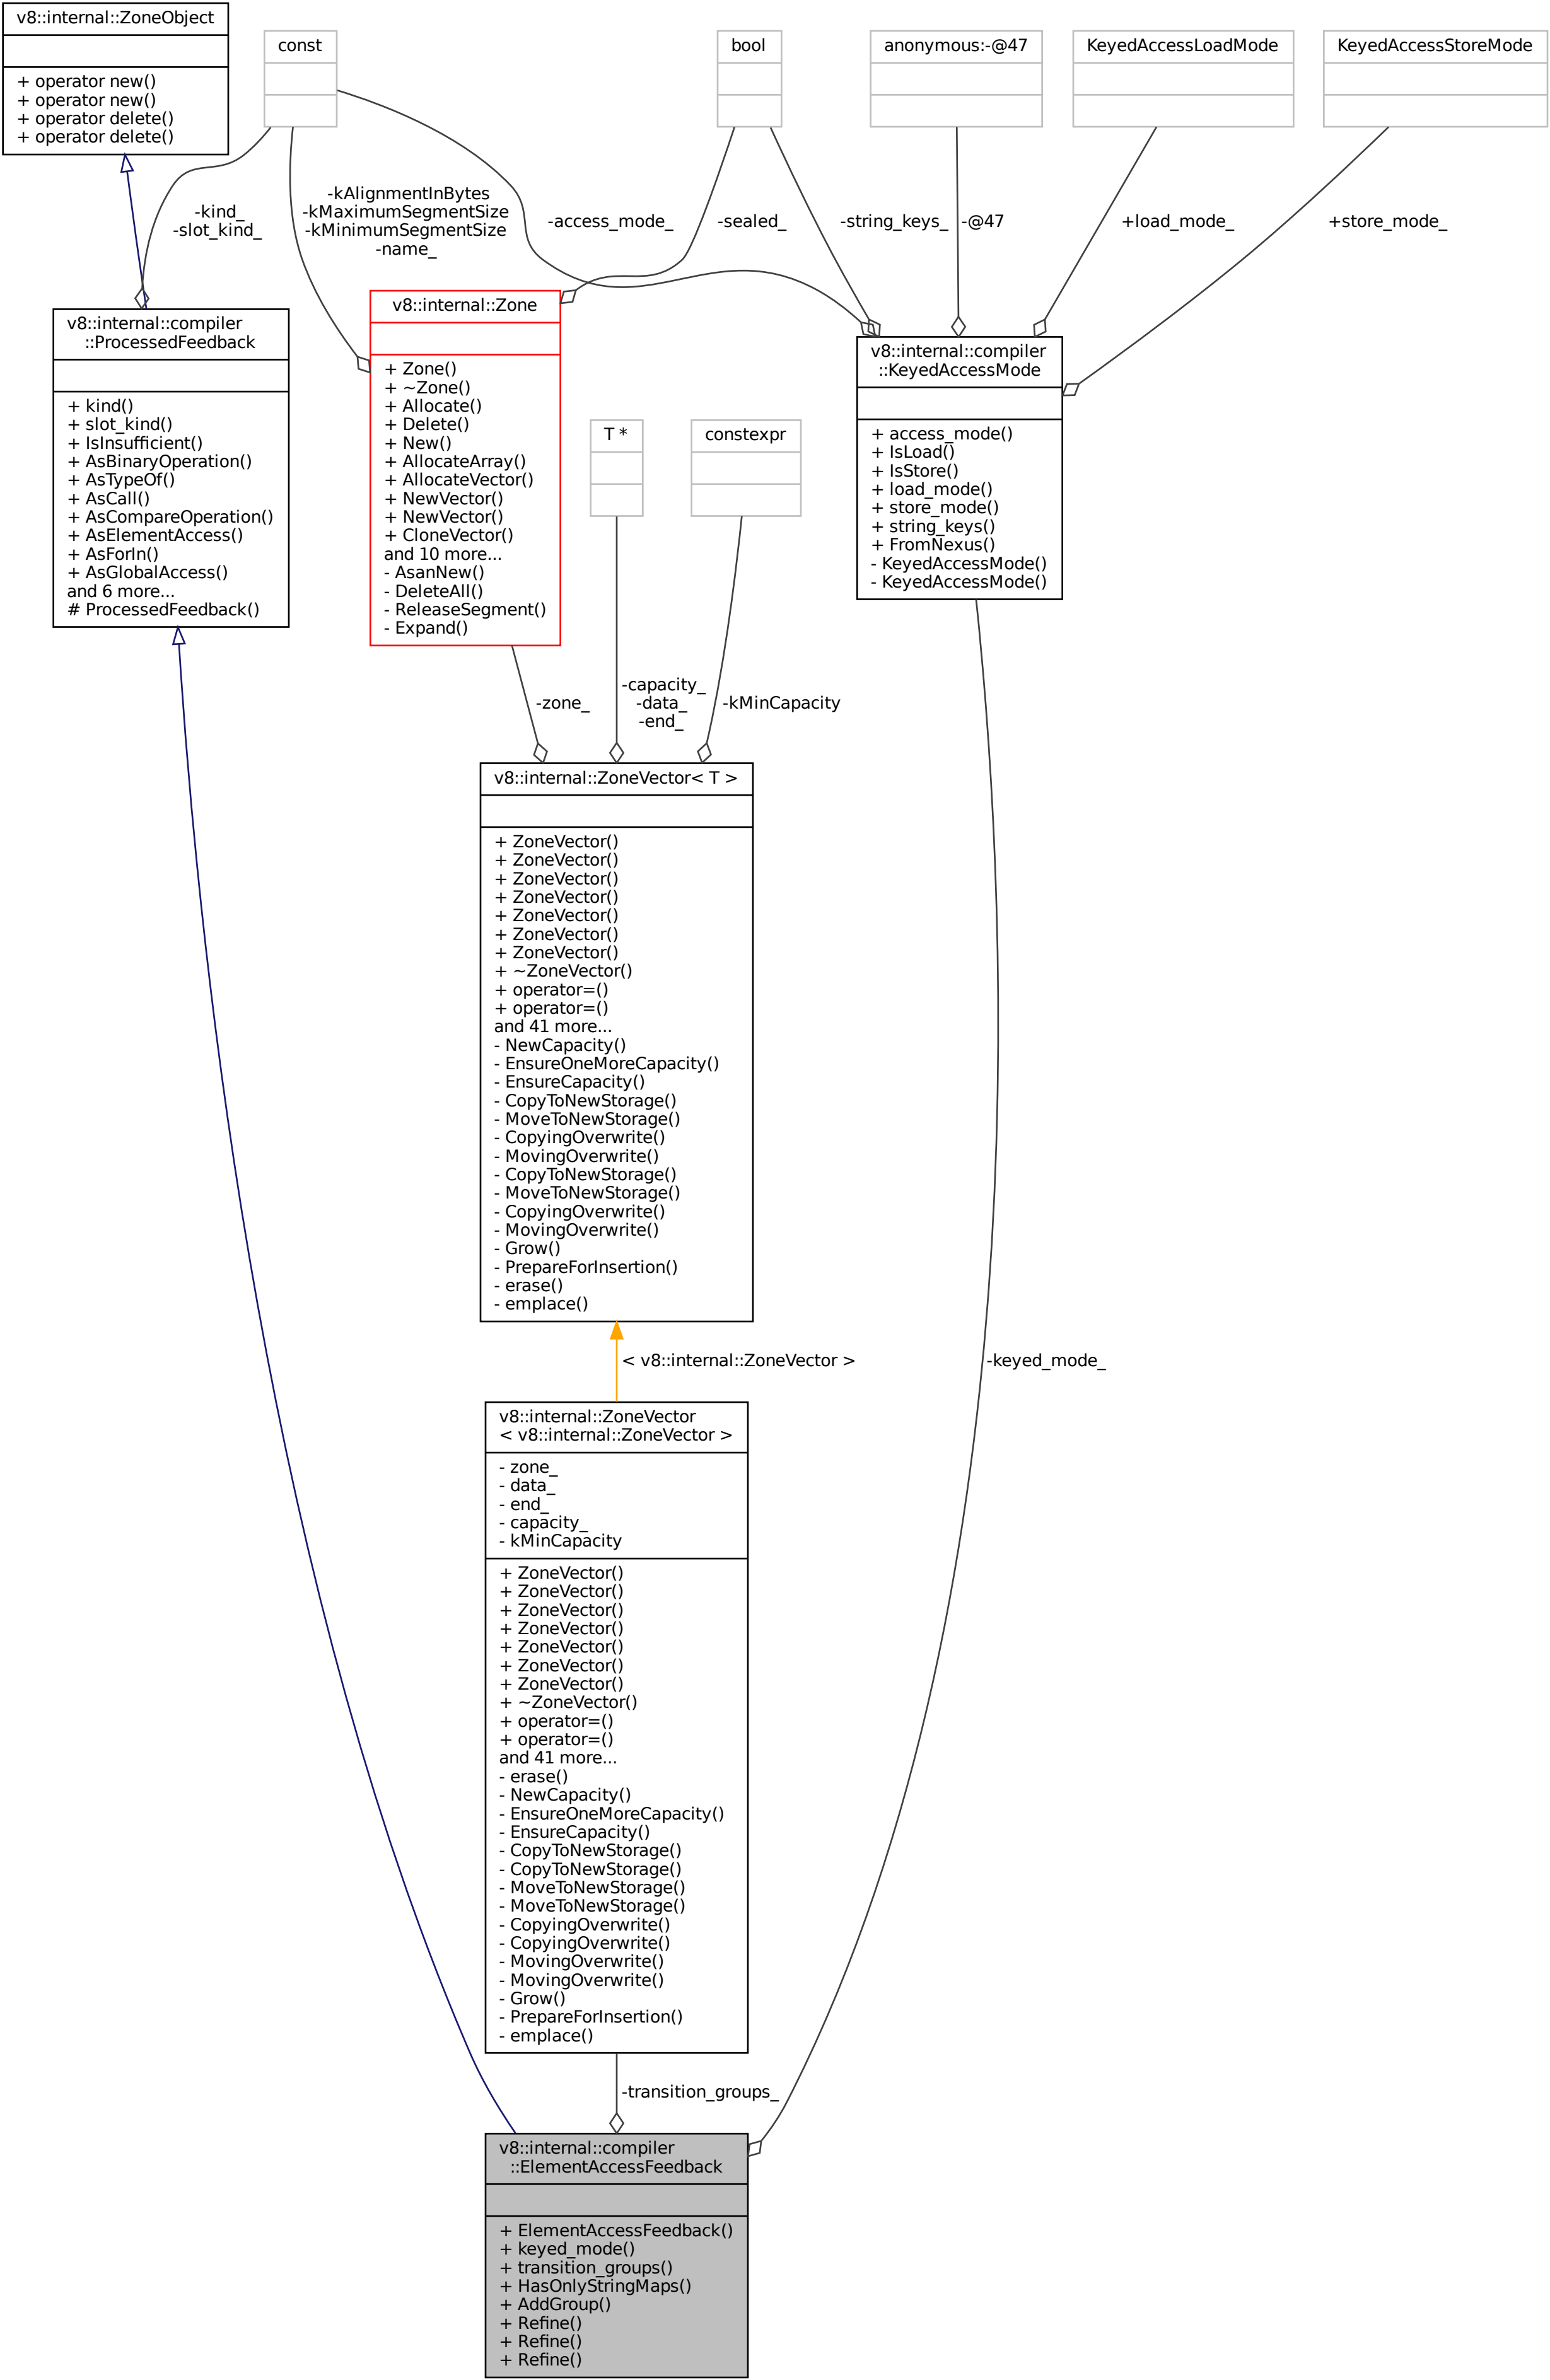 v8::internal::ZoneObject
+ operator new()
+ operator new()
+ operator delete()
+ operator delete()
const
bool
anonymous:-@47
KeyedAccessLoadMode
KeyedAccessStoreMode
-kind_
-slot_kind_
-kAlignmentInBytes
-kMaximumSegmentSize
-kMinimumSegmentSize
-name_
-access_mode_
-sealed_
-string_keys_
-@47
+load_mode_
+store_mode_
v8::internal::compiler
::ProcessedFeedback
+ kind()
+ slot_kind()
+ IsInsufficient()
+ AsBinaryOperation()
+ AsTypeOf()
+ AsCall()
+ AsCompareOperation()
+ AsElementAccess()
+ AsForIn()
+ AsGlobalAccess()
and 6 more...
# ProcessedFeedback()
v8::internal::Zone
+ Zone()
+ ~Zone()
+ Allocate()
+ Delete()
+ New()
+ AllocateArray()
+ AllocateVector()
+ NewVector()
+ NewVector()
+ CloneVector()
and 10 more...
- AsanNew()
- DeleteAll()
- ReleaseSegment()
- Expand()
T *
constexpr
v8::internal::compiler
::KeyedAccessMode
+ access_mode()
+ IsLoad()
+ IsStore()
+ load_mode()
+ store_mode()
+ string_keys()
+ FromNexus()
- KeyedAccessMode()
- KeyedAccessMode()
-zone_
-capacity_
-data_
-end_
-kMinCapacity
v8::internal::ZoneVector< T >
+ ZoneVector()
+ ZoneVector()
+ ZoneVector()
+ ZoneVector()
+ ZoneVector()
+ ZoneVector()
+ ZoneVector()
+ ~ZoneVector()
+ operator=()
+ operator=()
and 41 more...
- NewCapacity()
- EnsureOneMoreCapacity()
- EnsureCapacity()
- CopyToNewStorage()
- MoveToNewStorage()
- CopyingOverwrite()
- MovingOverwrite()
- CopyToNewStorage()
- MoveToNewStorage()
- CopyingOverwrite()
- MovingOverwrite()
- Grow()
- PrepareForInsertion()
- erase()
- emplace()
< v8::internal::ZoneVector >
-keyed_mode_
v8::internal::ZoneVector
< v8::internal::ZoneVector >
- zone_
- data_
- end_
- capacity_
- kMinCapacity
+ ZoneVector()
+ ZoneVector()
+ ZoneVector()
+ ZoneVector()
+ ZoneVector()
+ ZoneVector()
+ ZoneVector()
+ ~ZoneVector()
+ operator=()
+ operator=()
and 41 more...
- erase()
- NewCapacity()
- EnsureOneMoreCapacity()
- EnsureCapacity()
- CopyToNewStorage()
- CopyToNewStorage()
- MoveToNewStorage()
- MoveToNewStorage()
- CopyingOverwrite()
- CopyingOverwrite()
- MovingOverwrite()
- MovingOverwrite()
- Grow()
- PrepareForInsertion()
- emplace()
-transition_groups_
v8::internal::compiler
::ElementAccessFeedback
+ ElementAccessFeedback()
+ keyed_mode()
+ transition_groups()
+ HasOnlyStringMaps()
+ AddGroup()
+ Refine()
+ Refine()
+ Refine()